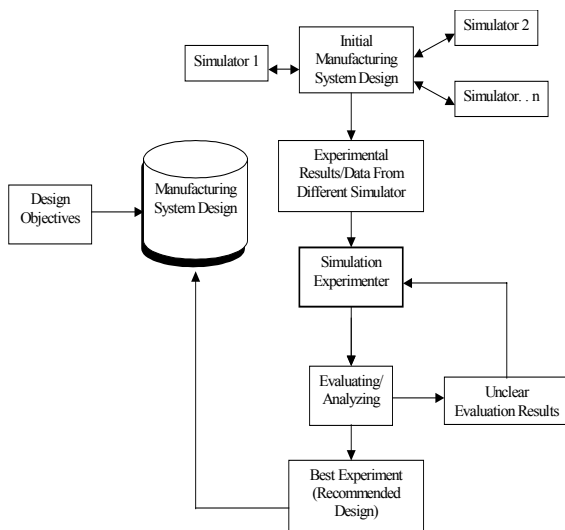 Simulator 1
Initial
Manufacturing
System Design
Simulator 2
Simulator. . n
Experimental
Results/Data From
Different Simulator
Design
Objectives
Manufacturing
System Design
Simulation
Experimenter
Evaluating/
Analyzing
Unclear
Evaluation Results
Best Experiment
(Recommended
Design)